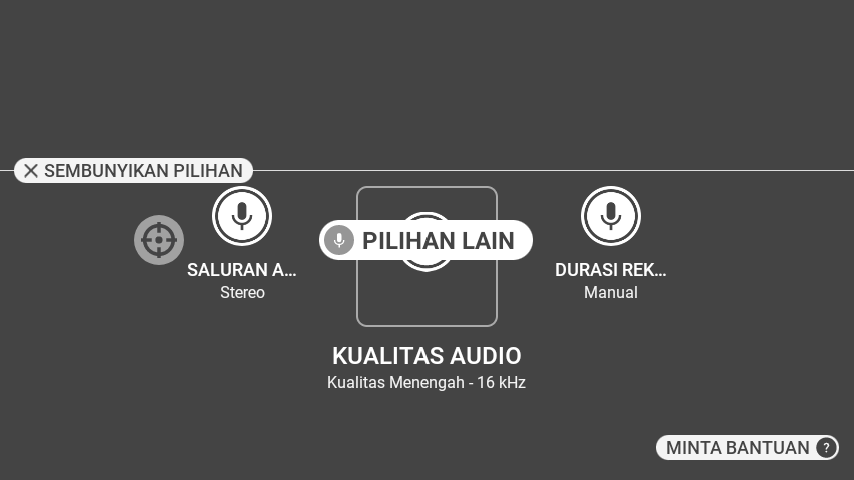 SEMBUNYIKAN PILIHAN
PILIHAN LAIN
SALURAN A...
Stereo
DURASI REK...
Manual
KUALITAS AUDIO
Kualitas Menengah - 16 kHz
MINTA BANTUAN ?